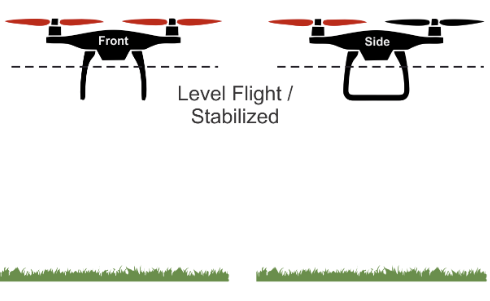 Front
Side
Level Flight /
Stabilized